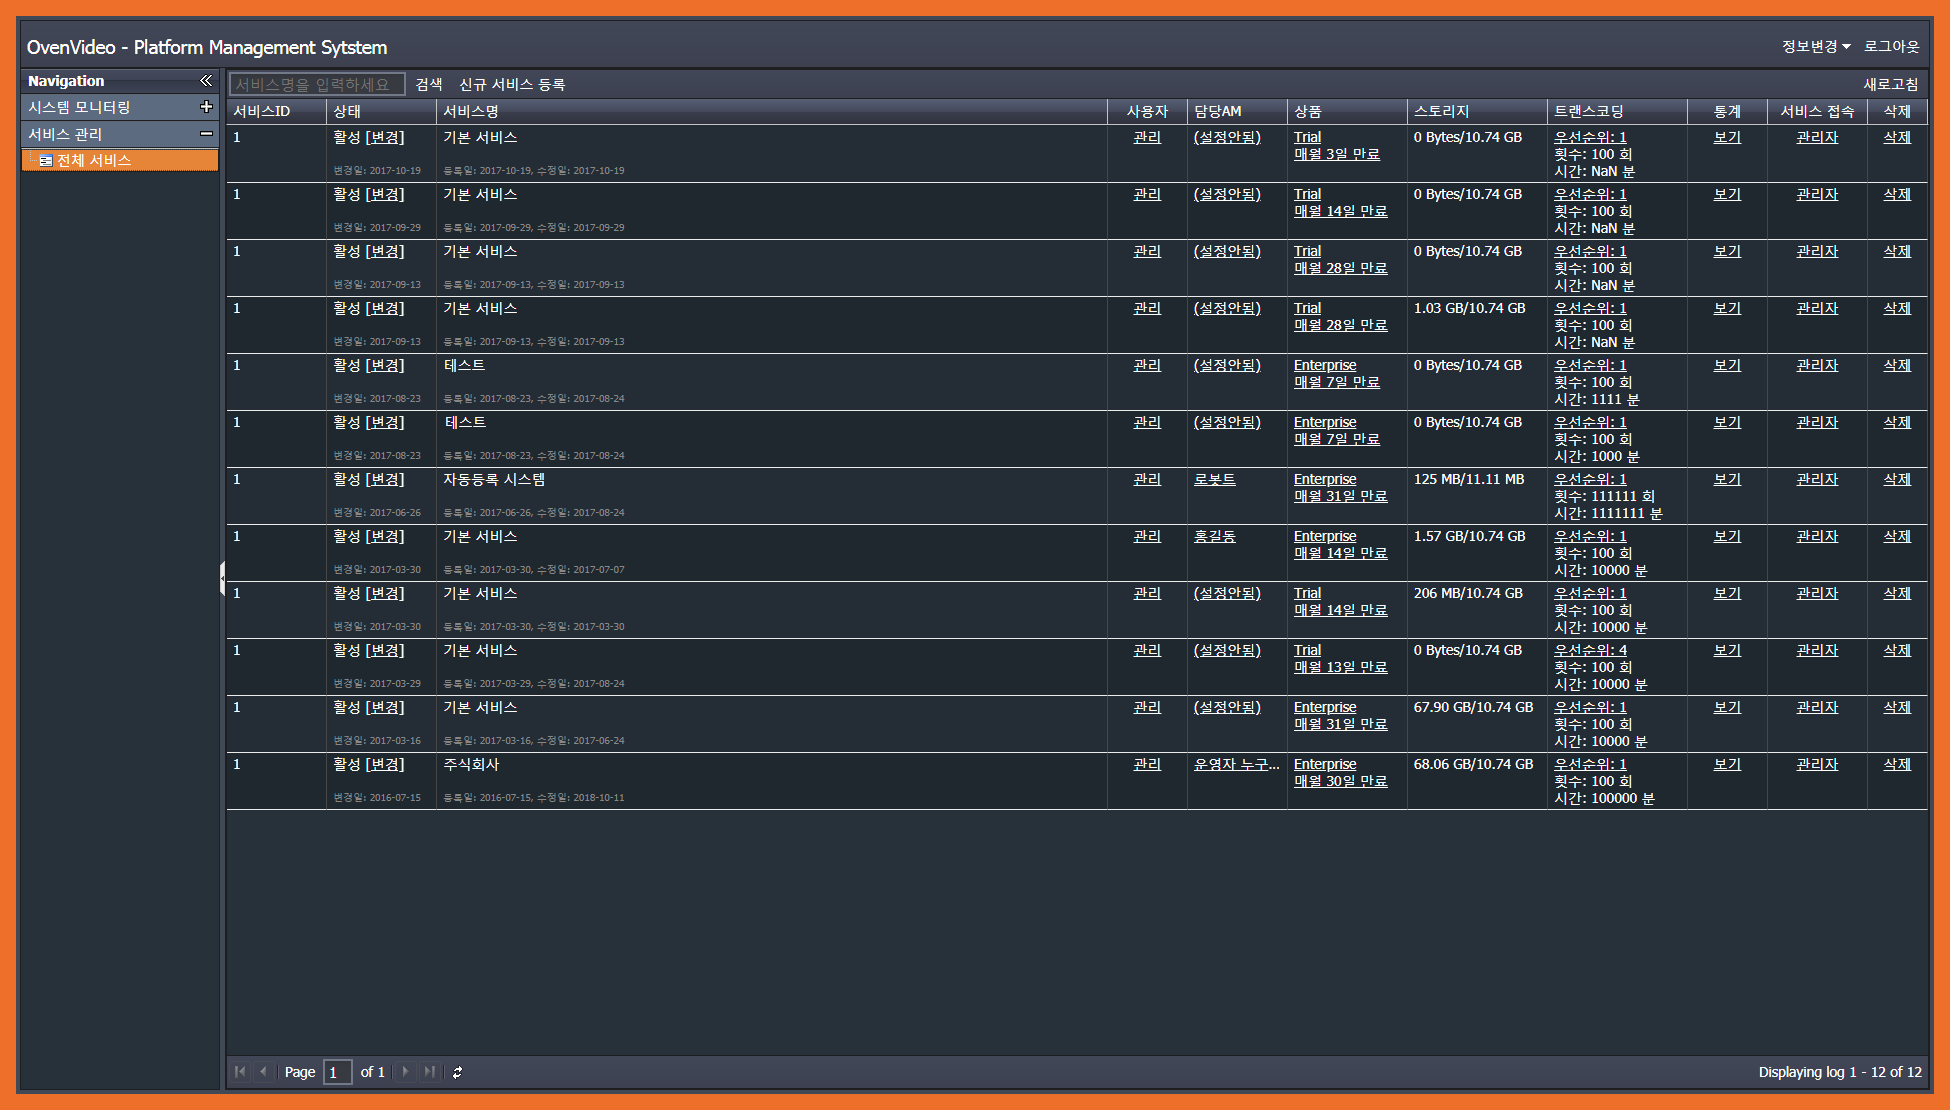 OvenVideo - Platform Management Sytstem
정보변경 로그아웃
Navigation
시스템 모니터링
서비스 관리
전체 서비스
서비스명을 입력하세요 검색 신규 서비스 등록 새로고침
서비스ID 상태 서비스명 사용자 담당AM 상품 스토리지 트랜스코딩 통계 서비스 접속 삭제
1 활성 [변경] 기본 서비스 관리 (설정안됨) Trial 0 Bytes/10.74 GB 우선순위: 1 보기 관리자 삭제
매월 3일 만료 횟수: 100 회
변경일: 2017-10-19 등록일: 2017-10-19, 수정일: 2017-10-19 시간: NaN 분
1 활성 [변경] 기본 서비스 관리 (설정안됨) Trial 0 Bytes/10.74 GB 우선순위: 1 보기 관리자 삭제
매월 14일 만료 횟수: 100 회
변경일: 2017-09-29 등록일: 2017-09-29, 수정일: 2017-09-29 시간: NaN 분
1 활성 [변경] 기본 서비스 관리 (설정안됨) Trial 0 Bytes/10.74 GB 우선순위: 1 보기 관리자 삭제
매월 28일 만료 횟수: 100 회
변경일: 2017-09-13 등록일: 2017-09-13, 수정일: 2017-09-13 시간: NaN 분
1 활성 [변경] 기본 서비스 관리 (설정안됨) Trial 1.03 GB/10.74 GB 우선순위: 1 보기 관리자 삭제
매월 28일 만료 횟수: 100 회
변경일: 2017-09-13 등록일: 2017-09-13, 수정일: 2017-09-13 시간: NaN 분
1 활성 [변경] 테스트 관리 (설정안됨) Enterprise 0 Bytes/10.74 GB 우선순위: 1 보기 관리자 삭제
매월 7일 만료 횟수: 100 회
변경일: 2017-08-23 등록일: 2017-08-23, 수정일: 2017-08-24 시간: 1111 분
1 활성 [변경] 테스트 관리 (설정안됨) Enterprise 0 Bytes/10.74 GB 우선순위: 1 보기 관리자 삭제
매월 7일 만료 횟수: 100 회
변경일: 2017-08-23 등록일: 2017-08-23, 수정일: 2017-08-24 시간: 1000 분
1 활성 [변경] 자동등록 시스템 관리 로봇트 Enterprise 125 MB/11.11 MB 우선순위: 1 보기 관리자 삭제
매월 31일 만료 횟수: 111111 회
변경일: 2017-06-26 등록일: 2017-06-26, 수정일: 2017-08-24 시간: 1111111 분
1 활성 [변경] 기본 서비스 관리 홍길동 Enterprise 1.57 GB/10.74 GB 우선순위: 1 보기 관리자 삭제
매월 14일 만료 횟수: 100 회
변경일: 2017-03-30 등록일: 2017-03-30, 수정일: 2017-07-07 시간: 10000 분
1 활성 [변경] 기본 서비스 관리 (설정안됨) Trial 206 MB/10.74 GB 우선순위: 1 보기 관리자 삭제
매월 14일 만료 횟수: 100 회
변경일: 2017-03-30 등록일: 2017-03-30, 수정일: 2017-03-30 시간: 10000 분
1 활성 [변경] 기본 서비스 관리 (설정안됨) Trial 0 Bytes/10.74 GB 우선순위: 4 보기 관리자 삭제
매월 13일 만료 횟수: 100 회
변경일: 2017-03-29 등록일: 2017-03-29, 수정일: 2017-08-24 시간: 10000 분
1 활성 [변경] 기본 서비스 관리 (설정안됨) Enterprise 67.90 GB/10.74 GB 우선순위: 1 보기 관리자 삭제
매월 31일 만료 횟수: 100 회
변경일: 2017-03-16 등록일: 2017-03-16, 수정일: 2017-06-24 시간: 10000 분
1 활성 [변경] 주식회사 관리 운영자 누구... Enterprise 68.06 GB/10.74 GB 우선순위: 1 보기 관리자 삭제
매월 30일 만료 횟수: 100 회
변경일: 2016-07-15 등록일: 2016-07-15, 수정일: 2018-10-11 시간: 100000 분
Page 1 of 1 Displaying log 1 - 12 of 12